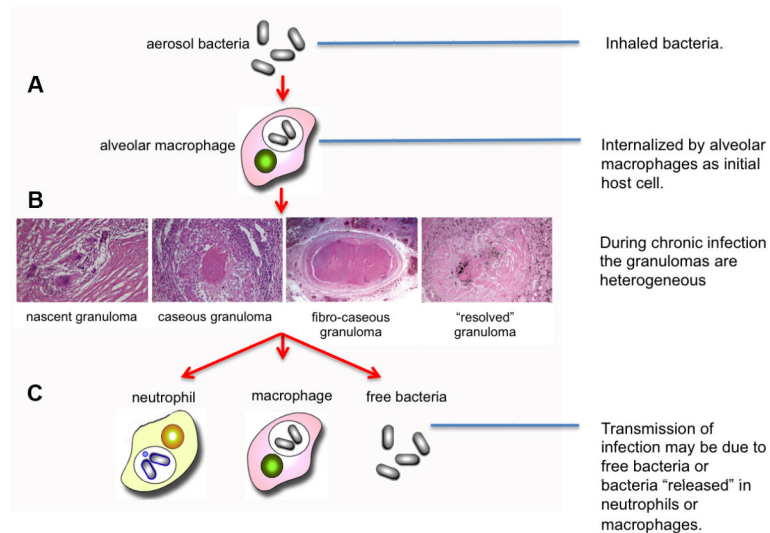 aerosol bacteria
Inhaled bacteria.
A
alveolar macrophage
Internalized by alveolar
macrophages as initial
host cell.
B
During chronic infection
the granulomas are
heterogeneous
nascent granuloma
caseous granuloma
fibro-caseous
granuloma
“resolved”
granuloma
C
neutrophil
macrophage
free bacteria
Transmission of
infection may be due to
free bacteria or
bacteria “released” in
neutrophils or
macrophages.